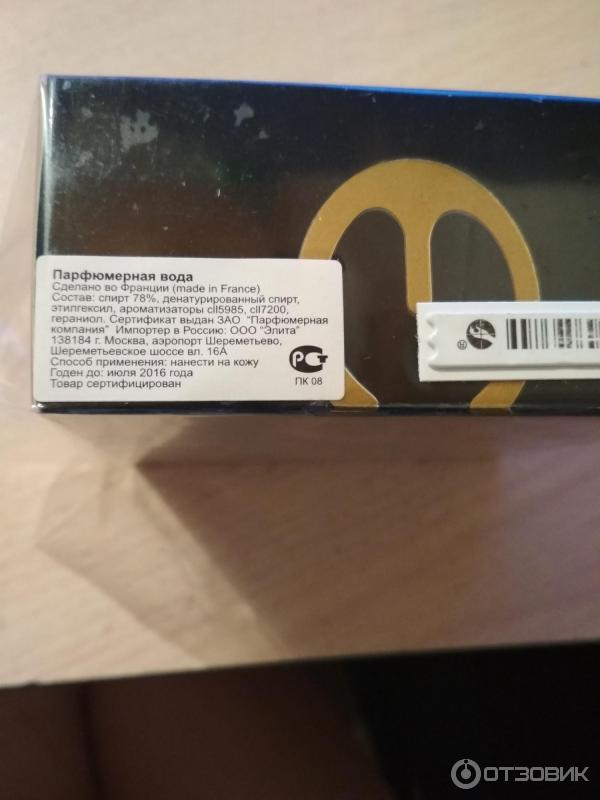 Парфюмерная вода
Сделано во Франции (made in France)
Состав: спирт 78%, денатурированный спирт,
этилгексил, ароматизаторы cll5985, cll7200,
гераниол. Сертификат выдан ЗАО "Парфюмерная
компания" Импортер в Россию: ООО "Элита"
138184 г. Москва, аэропорт Шереметьево,
Шереметьевское шоссе вл. 16А
Способ применения: нанести на кожу
Годен до: июля 2016 года
Товар сертифицирован
РСТ
ПК 08
®
ОТЗОВИК